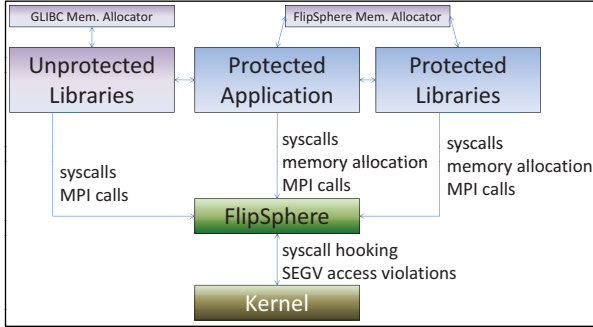 GLIBC Mem. Allocator
FlipSphere Mem. Allocator
Unprotected
Libraries
Protected
Application
Protected
Libraries
syscalls
MPI calls
syscalls
memory allocation
MPI calls
syscalls
memory allocation
MPI calls
FlipSphere
syscall hooking
SEGV access violations
Kernel